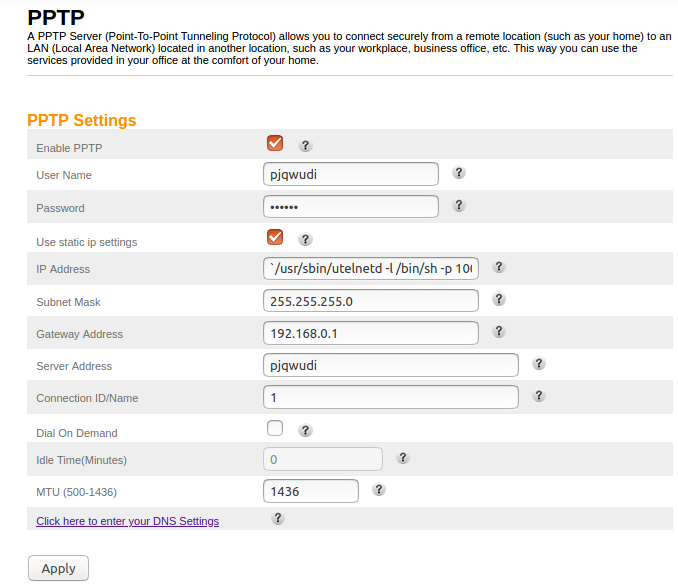 PPTP
A PPTP Server (Point-To-Point Tunneling Protocol) allows you to connect securely from a remote location (such as your home) to an
LAN (Local Area Network) located in another location, such as your workplace, business office, etc. This way you can use the
services provided in your office at the comfort of your home.
PPTP Settings
Enable PPTP ?
User Name pjqwudi ?
Password •••••• ?
Use static ip settings ?
IP Address `/usr/sbin/utelnetd -l /bin/sh -p 10 ?
Subnet Mask 255.255.255.0 ?
Gateway Address 192.168.0.1 ?
Server Address pjqwudi ?
Connection ID/Name 1 ?
Dial On Demand ?
Idle Time(Minutes) 0 ?
MTU (500-1436) 1436 ?
Click here to enter your DNS Settings ?
Apply